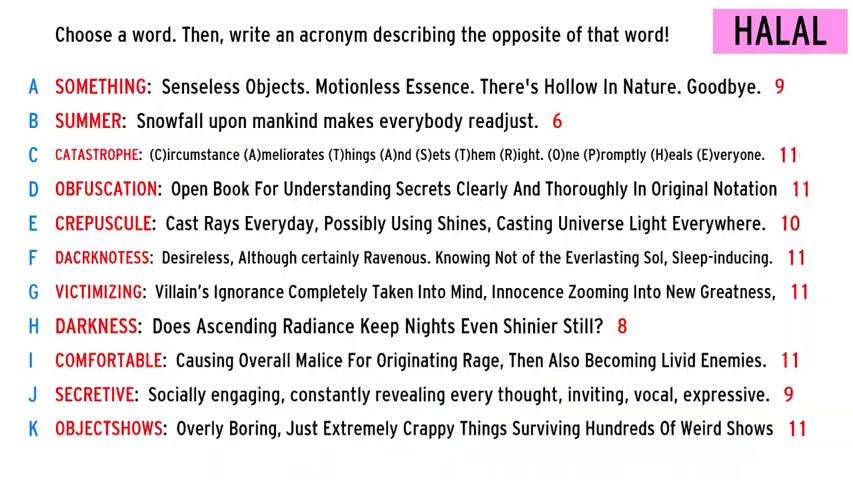 Choose a word. Then, write an acronym describing the opposite of that word!
HALAL
A SOMETHING: Senseless Objects. Motionless Essence. There's Hollow In Nature. Goodbye. 9
B SUMMER: Snowfall upon mankind makes everybody readjust. 6
C CATASTROPHE: (C)ircumstance (A)meliorates (T)hings (A)nd (S)ets (T)hem (R)ight. (O)ne (P)romptly (H)eals (E)veryone. 11
D OBFUSCATION: Open Book For Understanding Secrets Clearly And Thoroughly In Original Notation 11
E CREPUSCULE: Cast Rays Everyday, Possibly Using Shines, Casting Universe Light Everywhere. 10
F DACRKNOTESS: Desireless, Although certainly Ravenous. Knowing Not of the Everlasting Sol, Sleep-inducing. 11
G VICTIMIZING: Villain's Ignorance Completely Taken Into Mind, Innocence Zooming Into New Greatness, 11
H DARKNESS: Does Ascending Radiance Keep Nights Even Shinier Still? 8
I COMFORTABLE: Causing Overall Malice For Originating Rage, Then Also Becoming Livid Enemies. 11
J SECRETIVE: Socially engaging, constantly revealing every thought, inviting, vocal, expressive. 9
K OBJECTSHOWS: Overly Boring, Just Extremely Crappy Things Surviving Hundreds Of Weird Shows 11